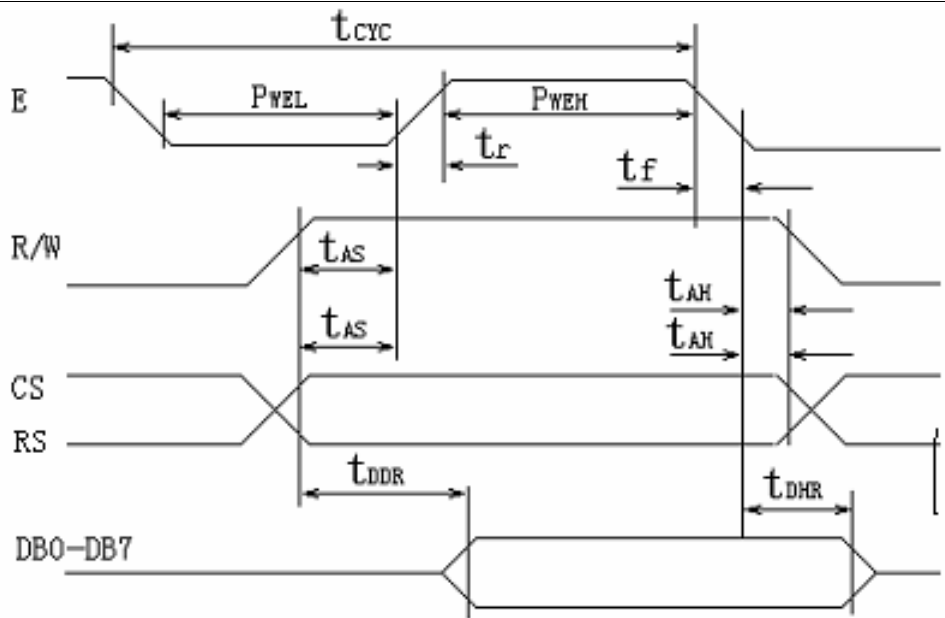 tCYC
E
PWEL
PWEH
tr
tf
R/W
tAS
tAH
tAS
tAH
CS
RS
tDDR
tDHR
DB0-DB7